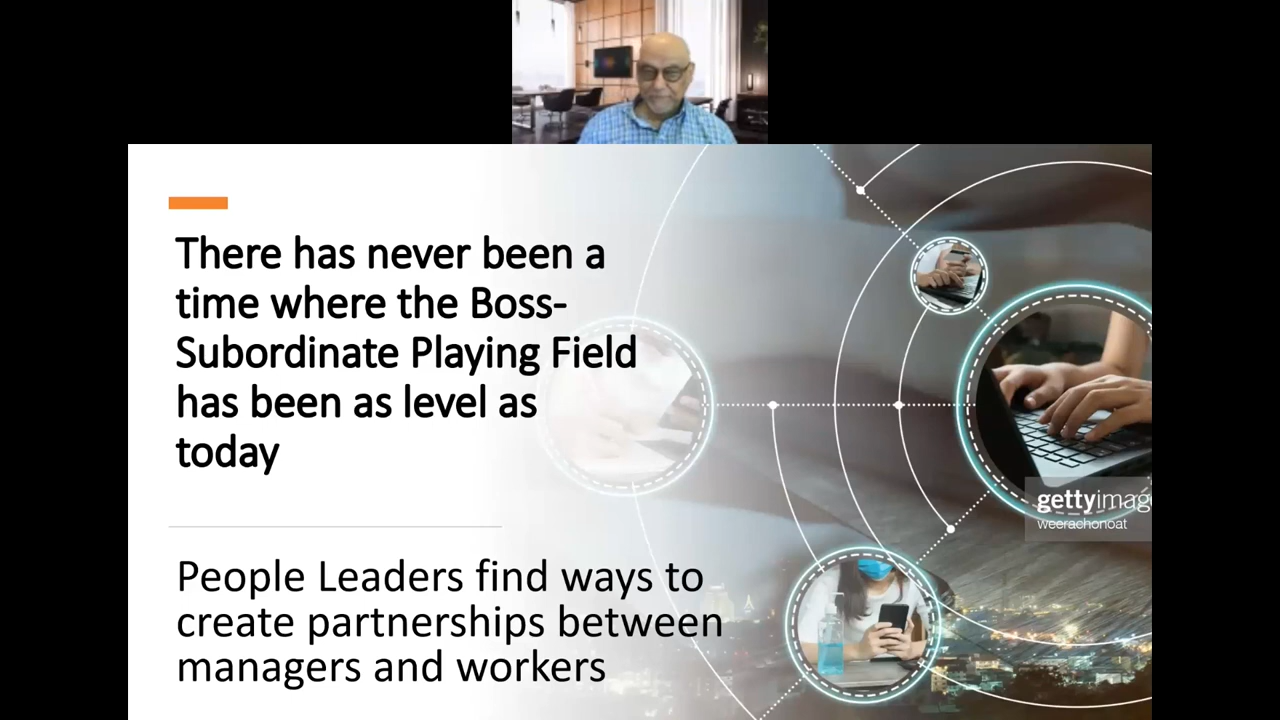 There has never been a
time where the Boss-
Subordinate Playing Field
has been as level as
today
People Leaders find ways to
create partnerships between
managers and workers
gettyimag
weerachonoat